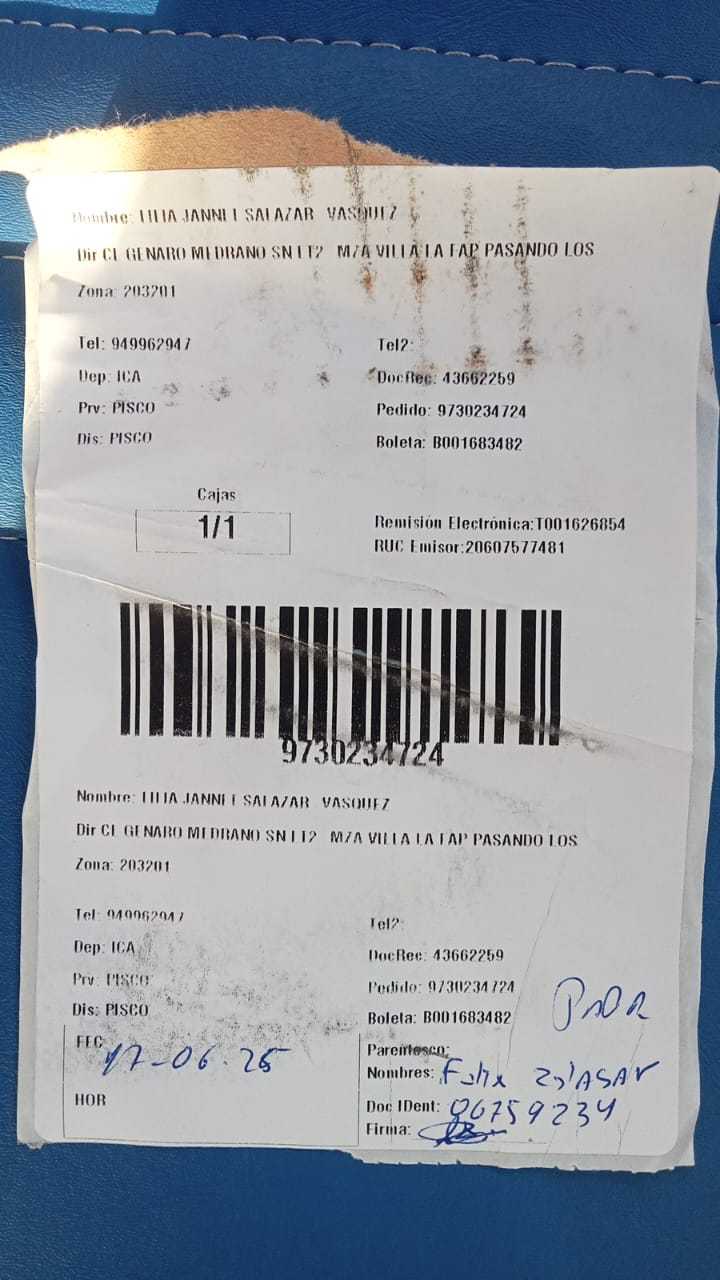 Nombre: LILIA JANNET SALAZAR VASQUEZ
Dir CL GENARO MEDRANO SN LT2 M/A VILLA LA FAP PASANDO LOS
Zona: 203201
Tel: 949962947 Tel2:
Dep: ICA DocRec: 43662259
Prv: PISCO Pedido: 9730234724
Dis: PISCO Boleta: B001683482
Cajas
1/1
Remisión Electrónica:T001626854
RUC Emisor:20607577481
9730234724
Nombre: LILIA JANNET SALAZAR VASQUEZ
Dir CL GENARO MEDRANO SN LT2 M/A VILLA LA FAP PASANDO LOS
Zona: 203201
Tel: 949962947 Tel2:
Dep: ICA DocRec: 43662259
Prv: PISCO Pedido: 9730234724
Dis: PISCO Boleta: B001683482
FEC 17-06-25 Parentesco:
Nombres: Felix
HOR Doc IDent: 06759234
Firma: